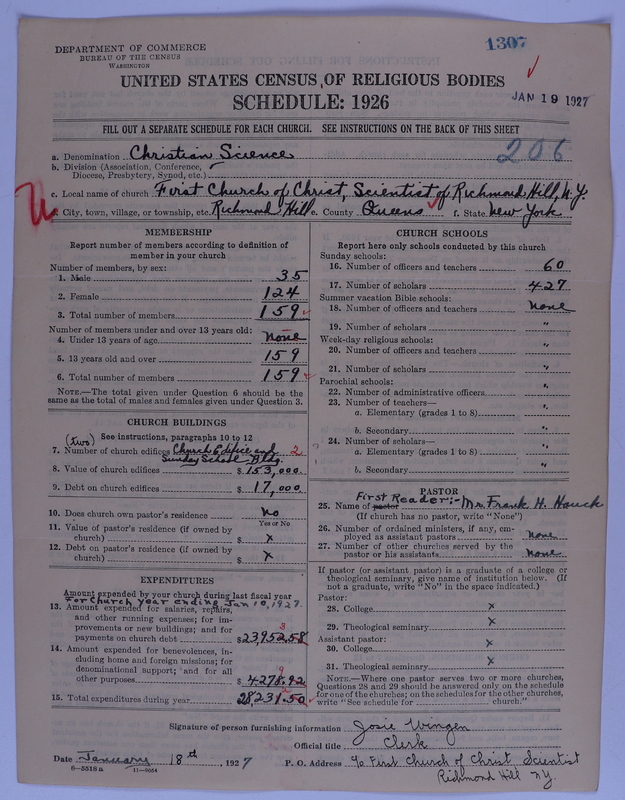 1307
DEPARTMENT OF COMMERCE
BUREAU OF THE CENSUS
WASHINGTON
UNITED STATES CENSUS OF RELIGIOUS BODIES
SCHEDULE: 1926
JAN 19 1927
FILL OUT A SEPARATE SCHEDULE FOR EACH CHURCH. SEE INSTRUCTIONS ON THE BACK OF THIS SHEET
206
a. Denomination Christian Science
b. Division (Association, Conference,
Diocese, Presbytery, Synod, etc.)
c. Local name of church First Church of Christ, Scientist of Richmond Hill, N.Y.
City, town, village, or township, etc. Richmond Hill e. County Queens f. State New York
MEMBERSHIP
Report number of members according to definition of
member in your church
Number of members, by sex:
1. Male 35
2. Female 124
3. Total number of members 159
Number of members under and over 13 years old:
4. Under 13 years of age none
5. 13 years old and over 159
6. Total number of members 159
NOTE.—The total given under Question 6 should be the
same as the total of males and females given under Question 3.
CHURCH BUILDINGS
(two) See instructions, paragraphs 10 to 12
7. Number of church edifices Church Edifice and 2
Sunday School Bldg.
8. Value of church edifices $ 153,000.
9. Debt on church edifices $ 17,000.
10. Does church own pastor's residence No
Yes or No
11. Value of pastor's residence (if owned by
church) $ x
12. Debt on pastor's residence (if owned by
church) $ x
EXPENDITURES
Amount expended by your church during last fiscal year
For Church year ending Jan 10, 1927.
13. Amount expended for salaries, repairs,
and other running expenses; for im-
provements or new buildings; and for
payments on church debt $ 23,952.58
3
14. Amount expended for benevolences, in-
cluding home and foreign missions; for
denominational support; and for all
other purposes $ 4278.92
9
15. Total expenditures during year 28,231.50
2
CHURCH SCHOOLS
Report here only schools conducted by this church
Sunday schools:
16. Number of officers and teachers 60
17. Number of scholars 427
Summer vacation Bible schools:
18. Number of officers and teachers none
19. Number of scholars "
Week-day religious schools:
20. Number of officers and teachers "
21. Number of scholars "
Parochial schools:
22. Number of administrative officers "
23. Number of teachers—
a. Elementary (grades 1 to 8) "
b. Secondary "
24. Number of scholars—
a. Elementary (grades 1 to 8) "
b. Secondary "
PASTOR
First Reader:-
25. Name of pastor Mr. Frank H. Hauck
(If church has no pastor, write "None")
26. Number of ordained ministers, if any, em-
ployed as assistant pastors none
27. Number of other churches served by the
pastor or his assistants none
If pastor (or assistant pastor) is a graduate of a college or
theological seminary, give name of institution below. (If
not a graduate, write "No" in the space indicated.)
Pastor:
28. College x
29. Theological seminary x
Assistant pastor:
30. College x
31. Theological seminary x
NOTE.—Where one pastor serves two or more churches,
Questions 28 and 29 should be answered only on the schedule
for one of the churches; on the schedules for the other churches,
write "See schedule for church."
Signature of person furnishing information Josie Wingen
Official title Clerk
Date January 18th, 1927 P. O. Address c/o First Church of Christ Scientist
Richmond Hill N.Y.
8-5518a 11-9054